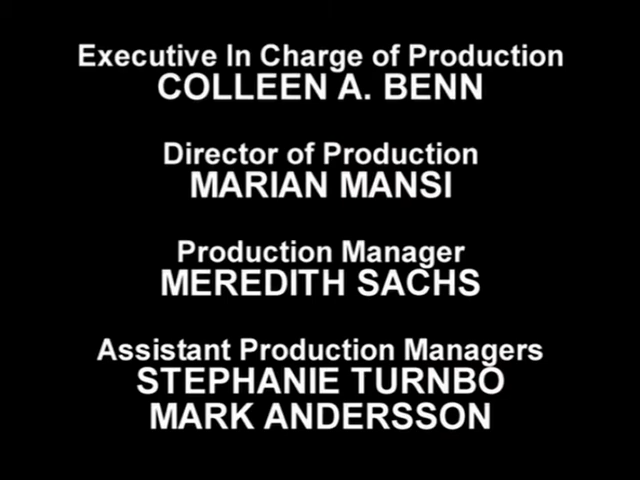 Executive In Charge of Production
COLLEEN A. BENN
Director of Production
MARIAN MANSI
Production Manager
MEREDITH SACHS
Assistant Production Managers
STEPHANIE TURNBO
MARK ANDERSSON